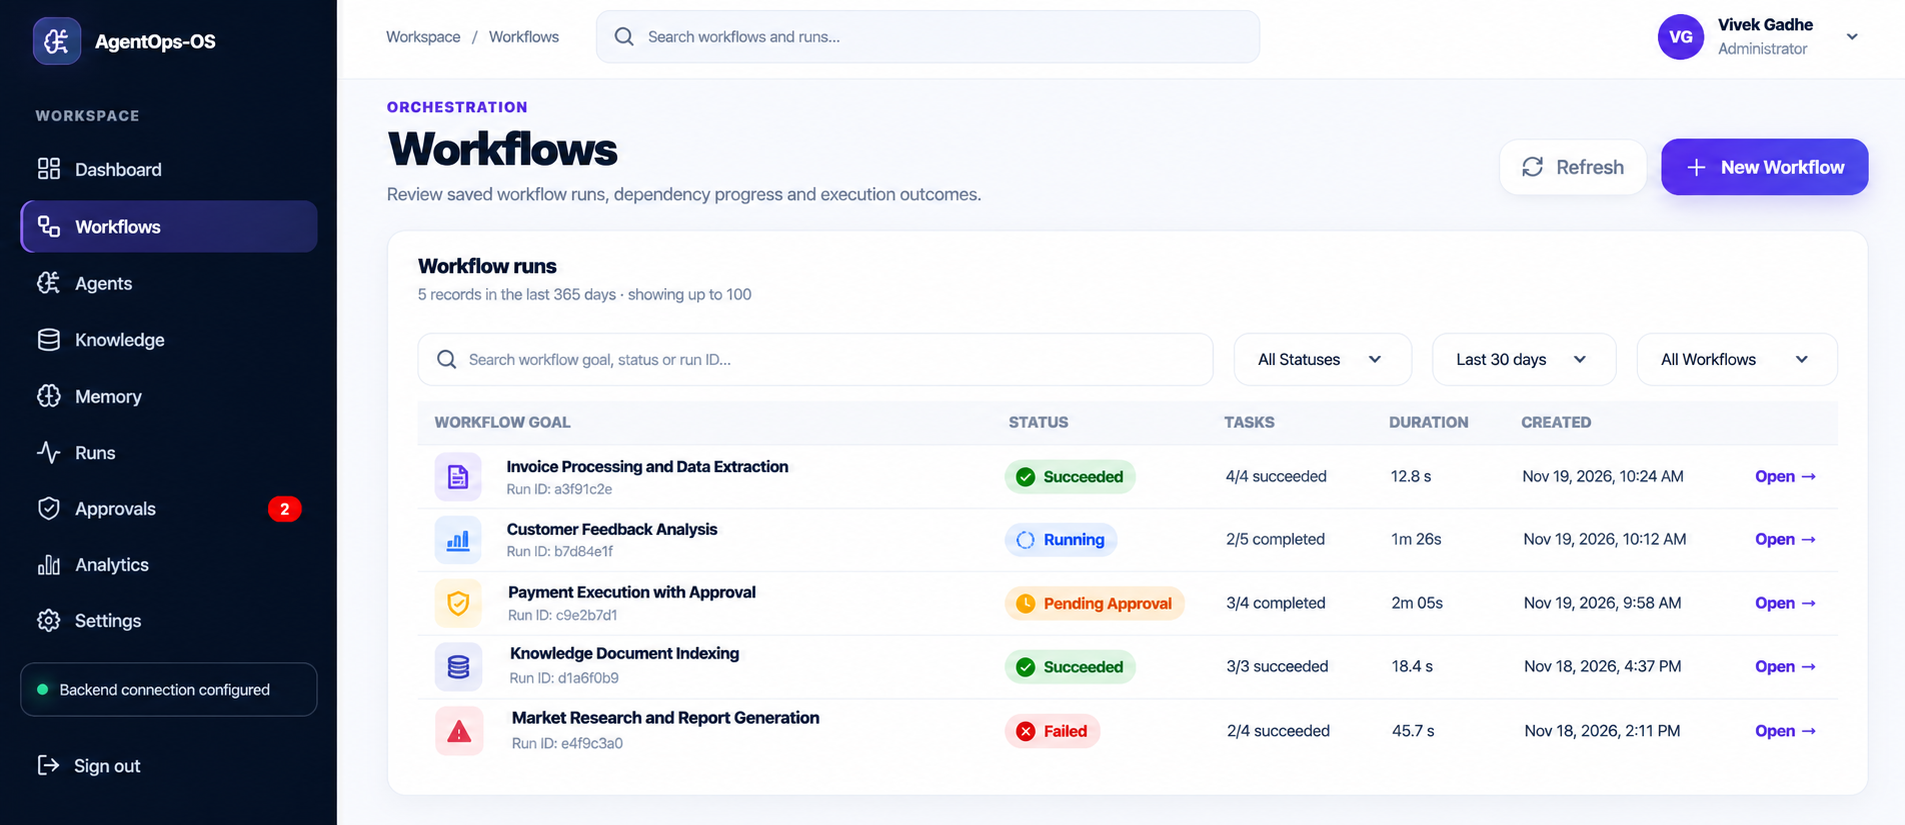 AgentOps-OS
WORKSPACE
Dashboard
Workflows
Agents
Knowledge
Memory
Runs
Approvals 2
Analytics
Settings
Backend connection configured
Sign out
Workspace / Workflows
Search workflows and runs...
VG
Vivek Gadhe
Administrator
ORCHESTRATION
Workflows
Review saved workflow runs, dependency progress and execution outcomes.
Refresh
+ New Workflow
Workflow runs
5 records in the last 365 days · showing up to 100
Search workflow goal, status or run ID...
All Statuses
Last 30 days
All Workflows
WORKFLOW GOAL STATUS TASKS DURATION CREATED
Invoice Processing and Data Extraction
Run ID: a3f91c2e
Succeeded 4/4 succeeded 12.8 s Nov 19, 2026, 10:24 AM Open →
Customer Feedback Analysis
Run ID: b7d84e1f
Running 2/5 completed 1m 26s Nov 19, 2026, 10:12 AM Open →
Payment Execution with Approval
Run ID: c9e2b7d1
Pending Approval 3/4 completed 2m 05s Nov 19, 2026, 9:58 AM Open →
Knowledge Document Indexing
Run ID: d1a6f0b9
Succeeded 3/3 succeeded 18.4 s Nov 18, 2026, 4:37 PM Open →
Market Research and Report Generation
Run ID: e4f9c3a0
Failed 2/4 succeeded 45.7 s Nov 18, 2026, 2:11 PM Open →